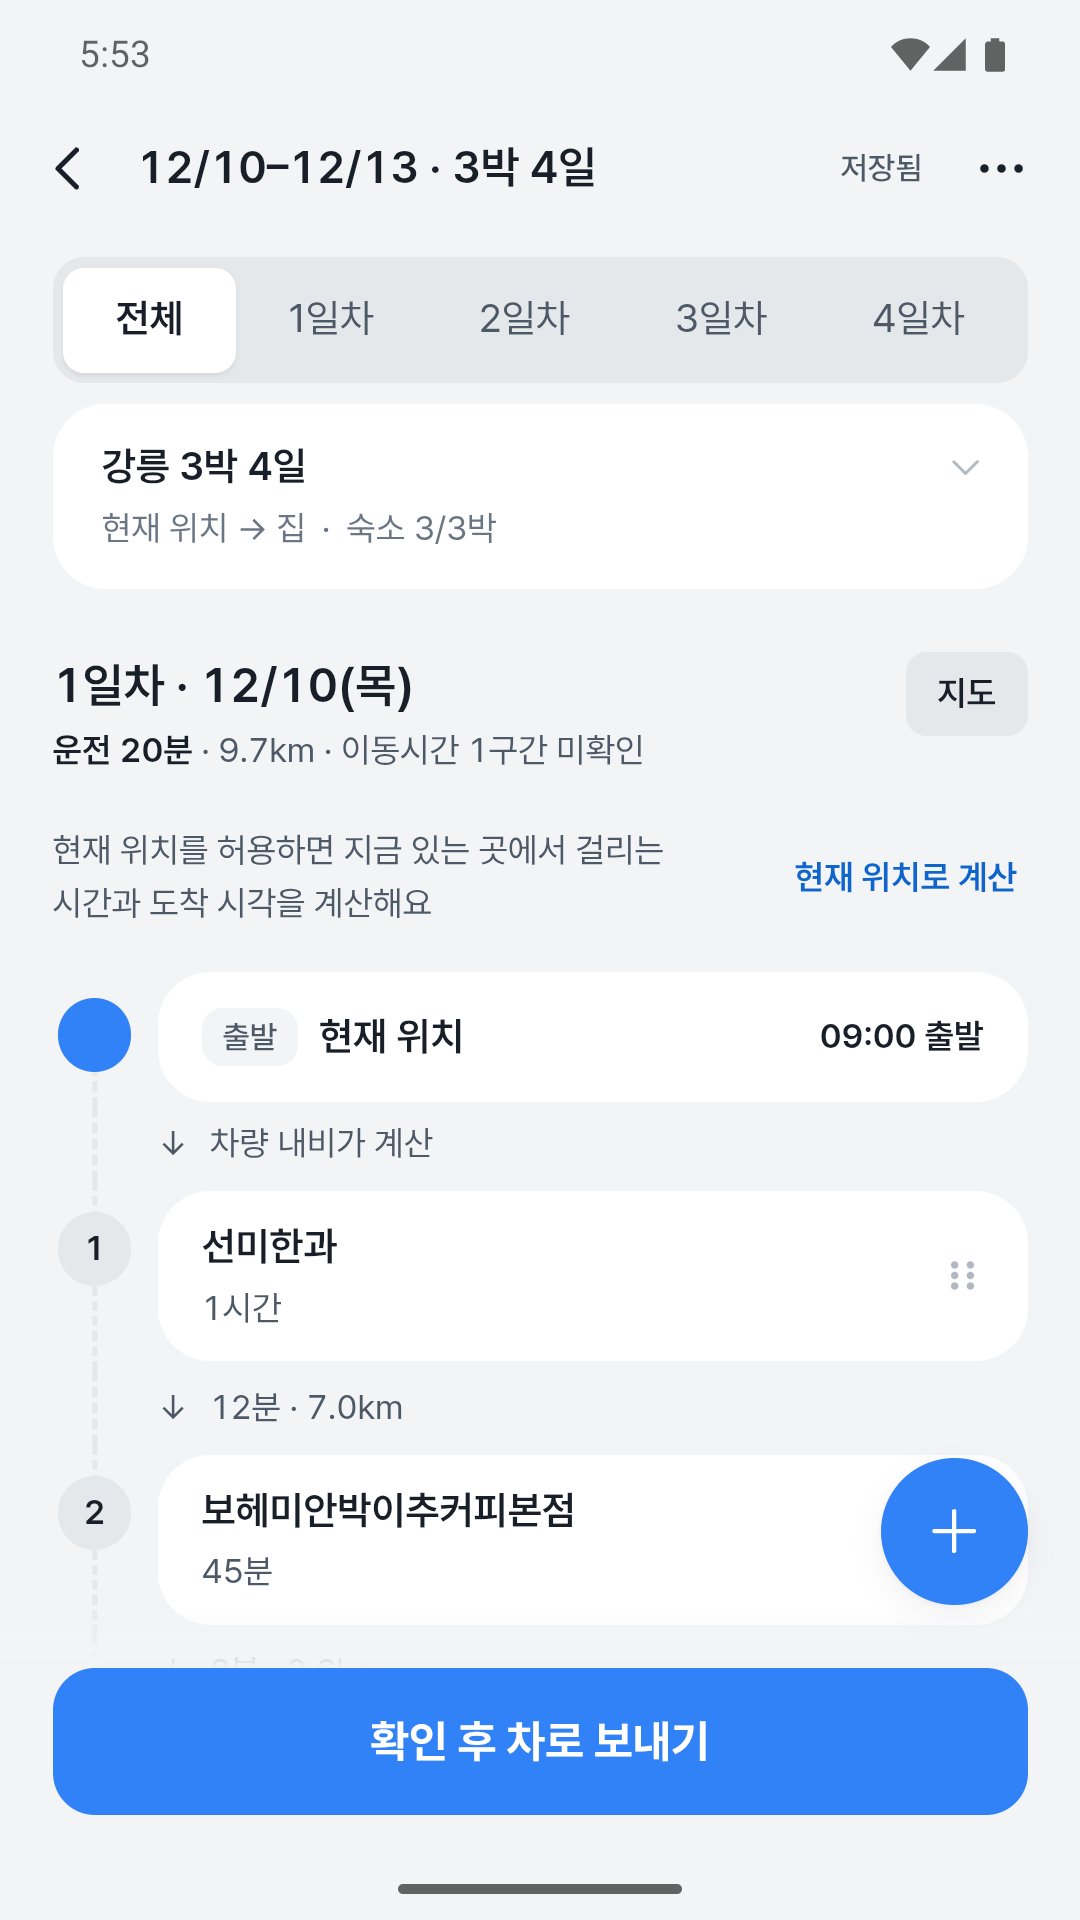 5:53
12/10–12/13 · 3박 4일
저장됨
전체
1일차
2일차
3일차
4일차
강릉 3박 4일
현재 위치 → 집 · 숙소 3/3박
1일차 · 12/10(목)
지도
운전 20분 · 9.7km · 이동시간 1구간 미확인
현재 위치를 허용하면 지금 있는 곳에서 걸리는
시간과 도착 시각을 계산해요
현재 위치로 계산
출발 현재 위치 09:00 출발
↓ 차량 내비가 계산
1
선미한과
1시간
↓ 12분 · 7.0km
2
보헤미안박이추커피본점
45분
확인 후 차로 보내기